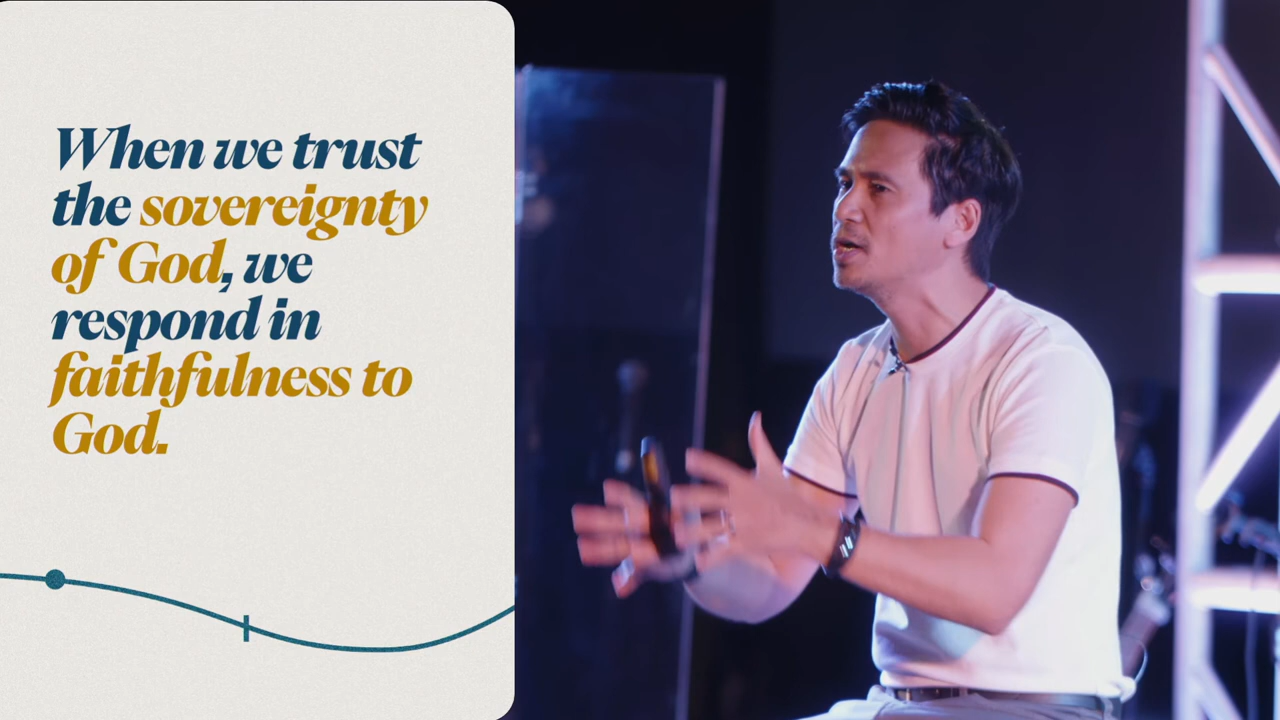 When we trust
the sovereignty
of God, we
respond in
faithfulness to
God.